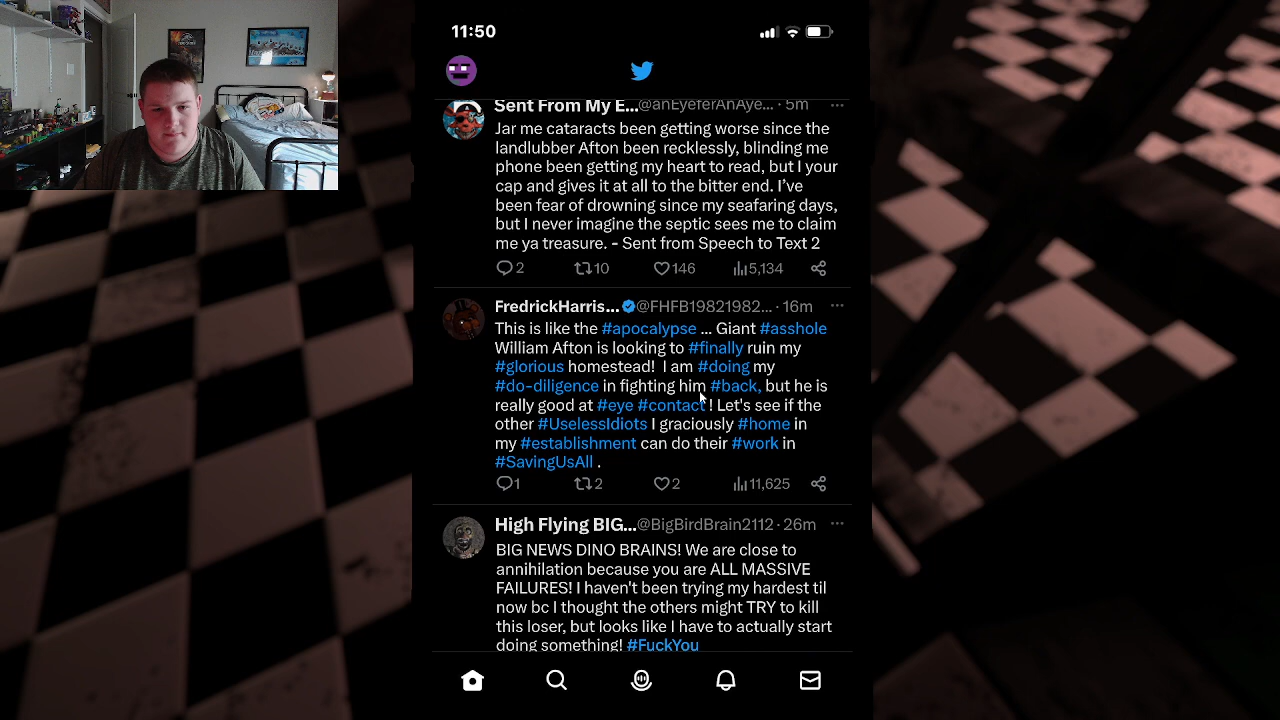 11:50
Sent From My E... @anEyeferAnAye... · 5m
Jar me cataracts been getting worse since the
landlubber Afton been recklessly, blinding me
phone been getting my heart to read, but I your
cap and gives it at all to the bitter end. I've
been fear of drowning since my seafaring days,
but I never imagine the septic sees me to claim
me ya treasure. - Sent from Speech to Text 2
2 10 146 5,134
FredrickHarris... @FHFB19821982... · 16m
This is like the #apocalypse ... Giant #asshole
William Afton is looking to #finally ruin my
#glorious homestead! I am #doing my
#do-diligence in fighting him #back, but he is
really good at #eye #contact ! Let's see if the
other #UselessIdiots I graciously #home in
my #establishment can do their #work in
#SavingUsAll .
1 2 2 11,625
High Flying BIG... @BigBirdBrain2112 · 26m
BIG NEWS DINO BRAINS! We are close to
annihilation because you are ALL MASSIVE
FAILURES! I haven't been trying my hardest til
now bc I thought the others might TRY to kill
this loser, but looks like I have to actually start
doing something! #FuckYou